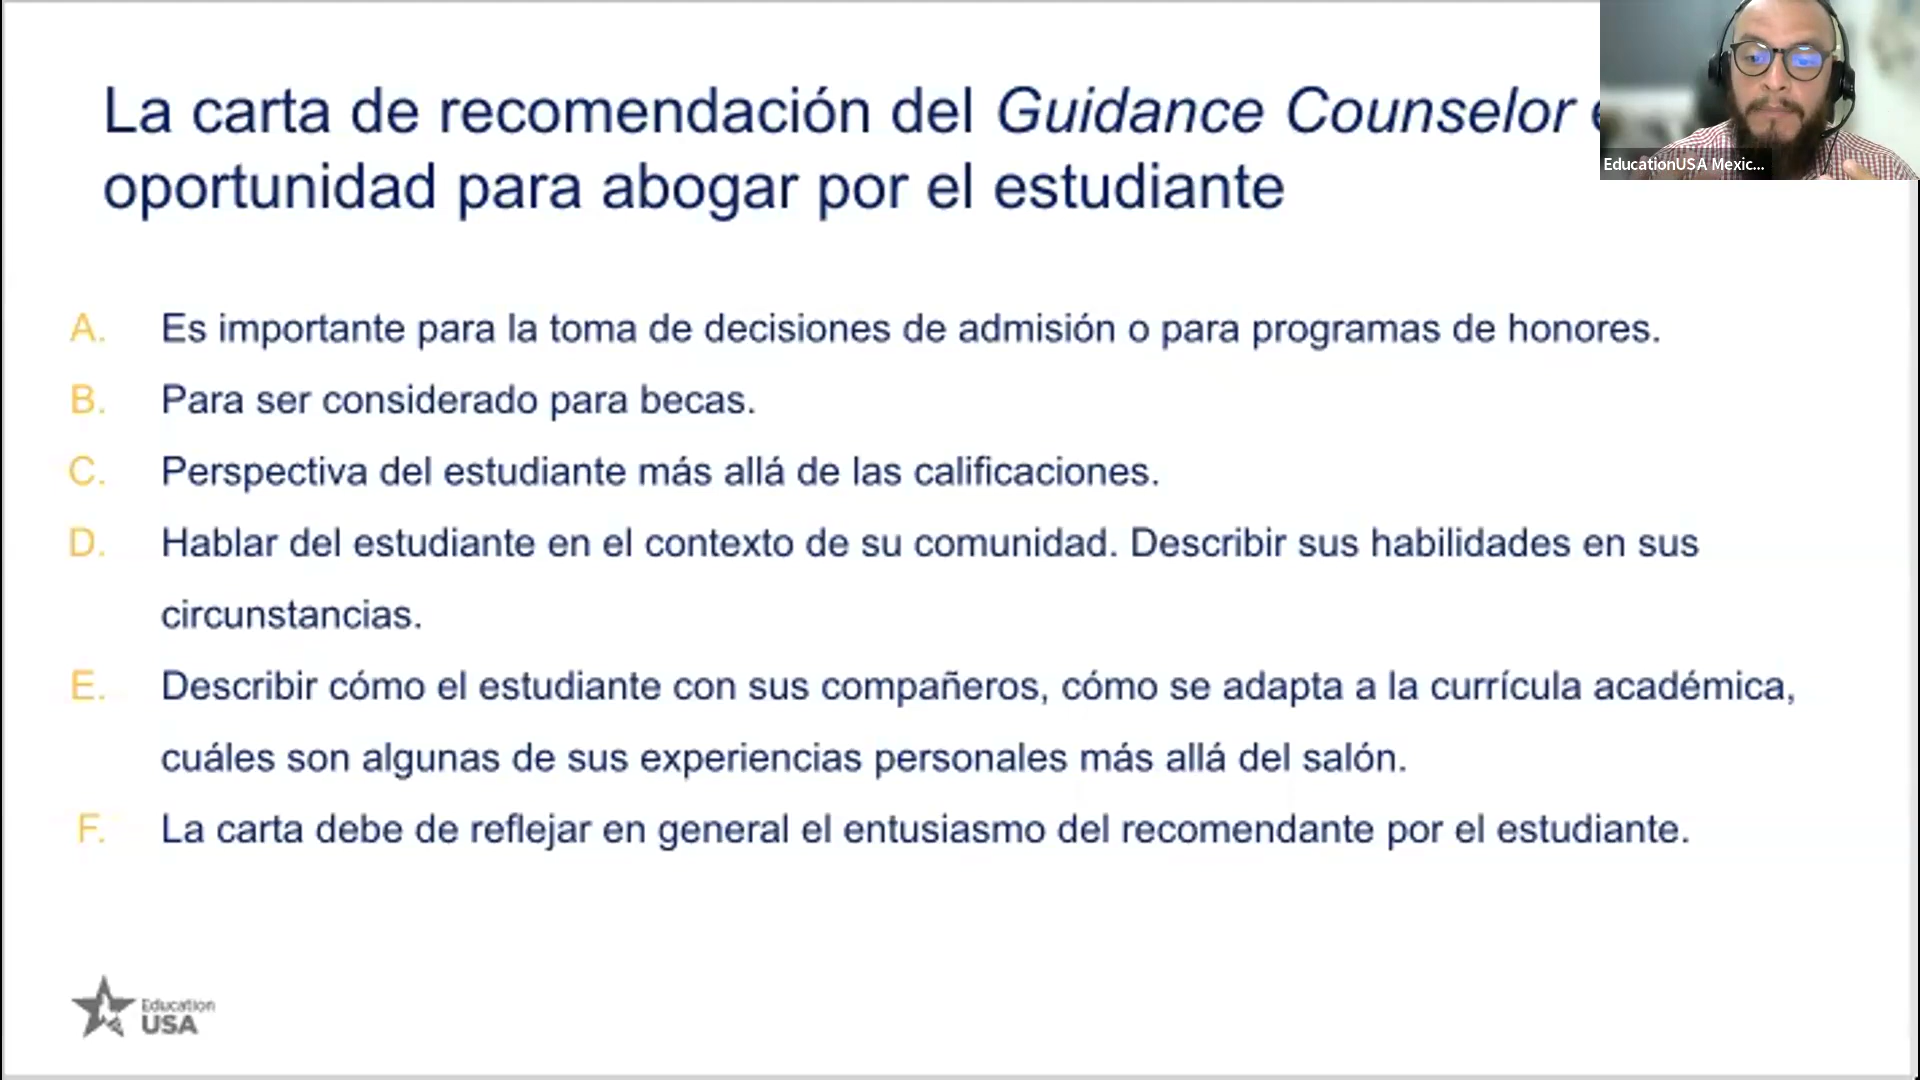 La carta de recomendación del Guidance Counselor
oportunidad para abogar por el estudiante
EducationUSA Mexic...
A. Es importante para la toma de decisiones de admisión o para programas de honores.
B. Para ser considerado para becas.
C. Perspectiva del estudiante más allá de las calificaciones.
D. Hablar del estudiante en el contexto de su comunidad. Describir sus habilidades en sus
circunstancias.
E. Describir cómo el estudiante con sus compañeros, cómo se adapta a la currícula académica,
cuáles son algunas de sus experiencias personales más allá del salón.
F. La carta debe de reflejar en general el entusiasmo del recomendante por el estudiante.
Education
USA